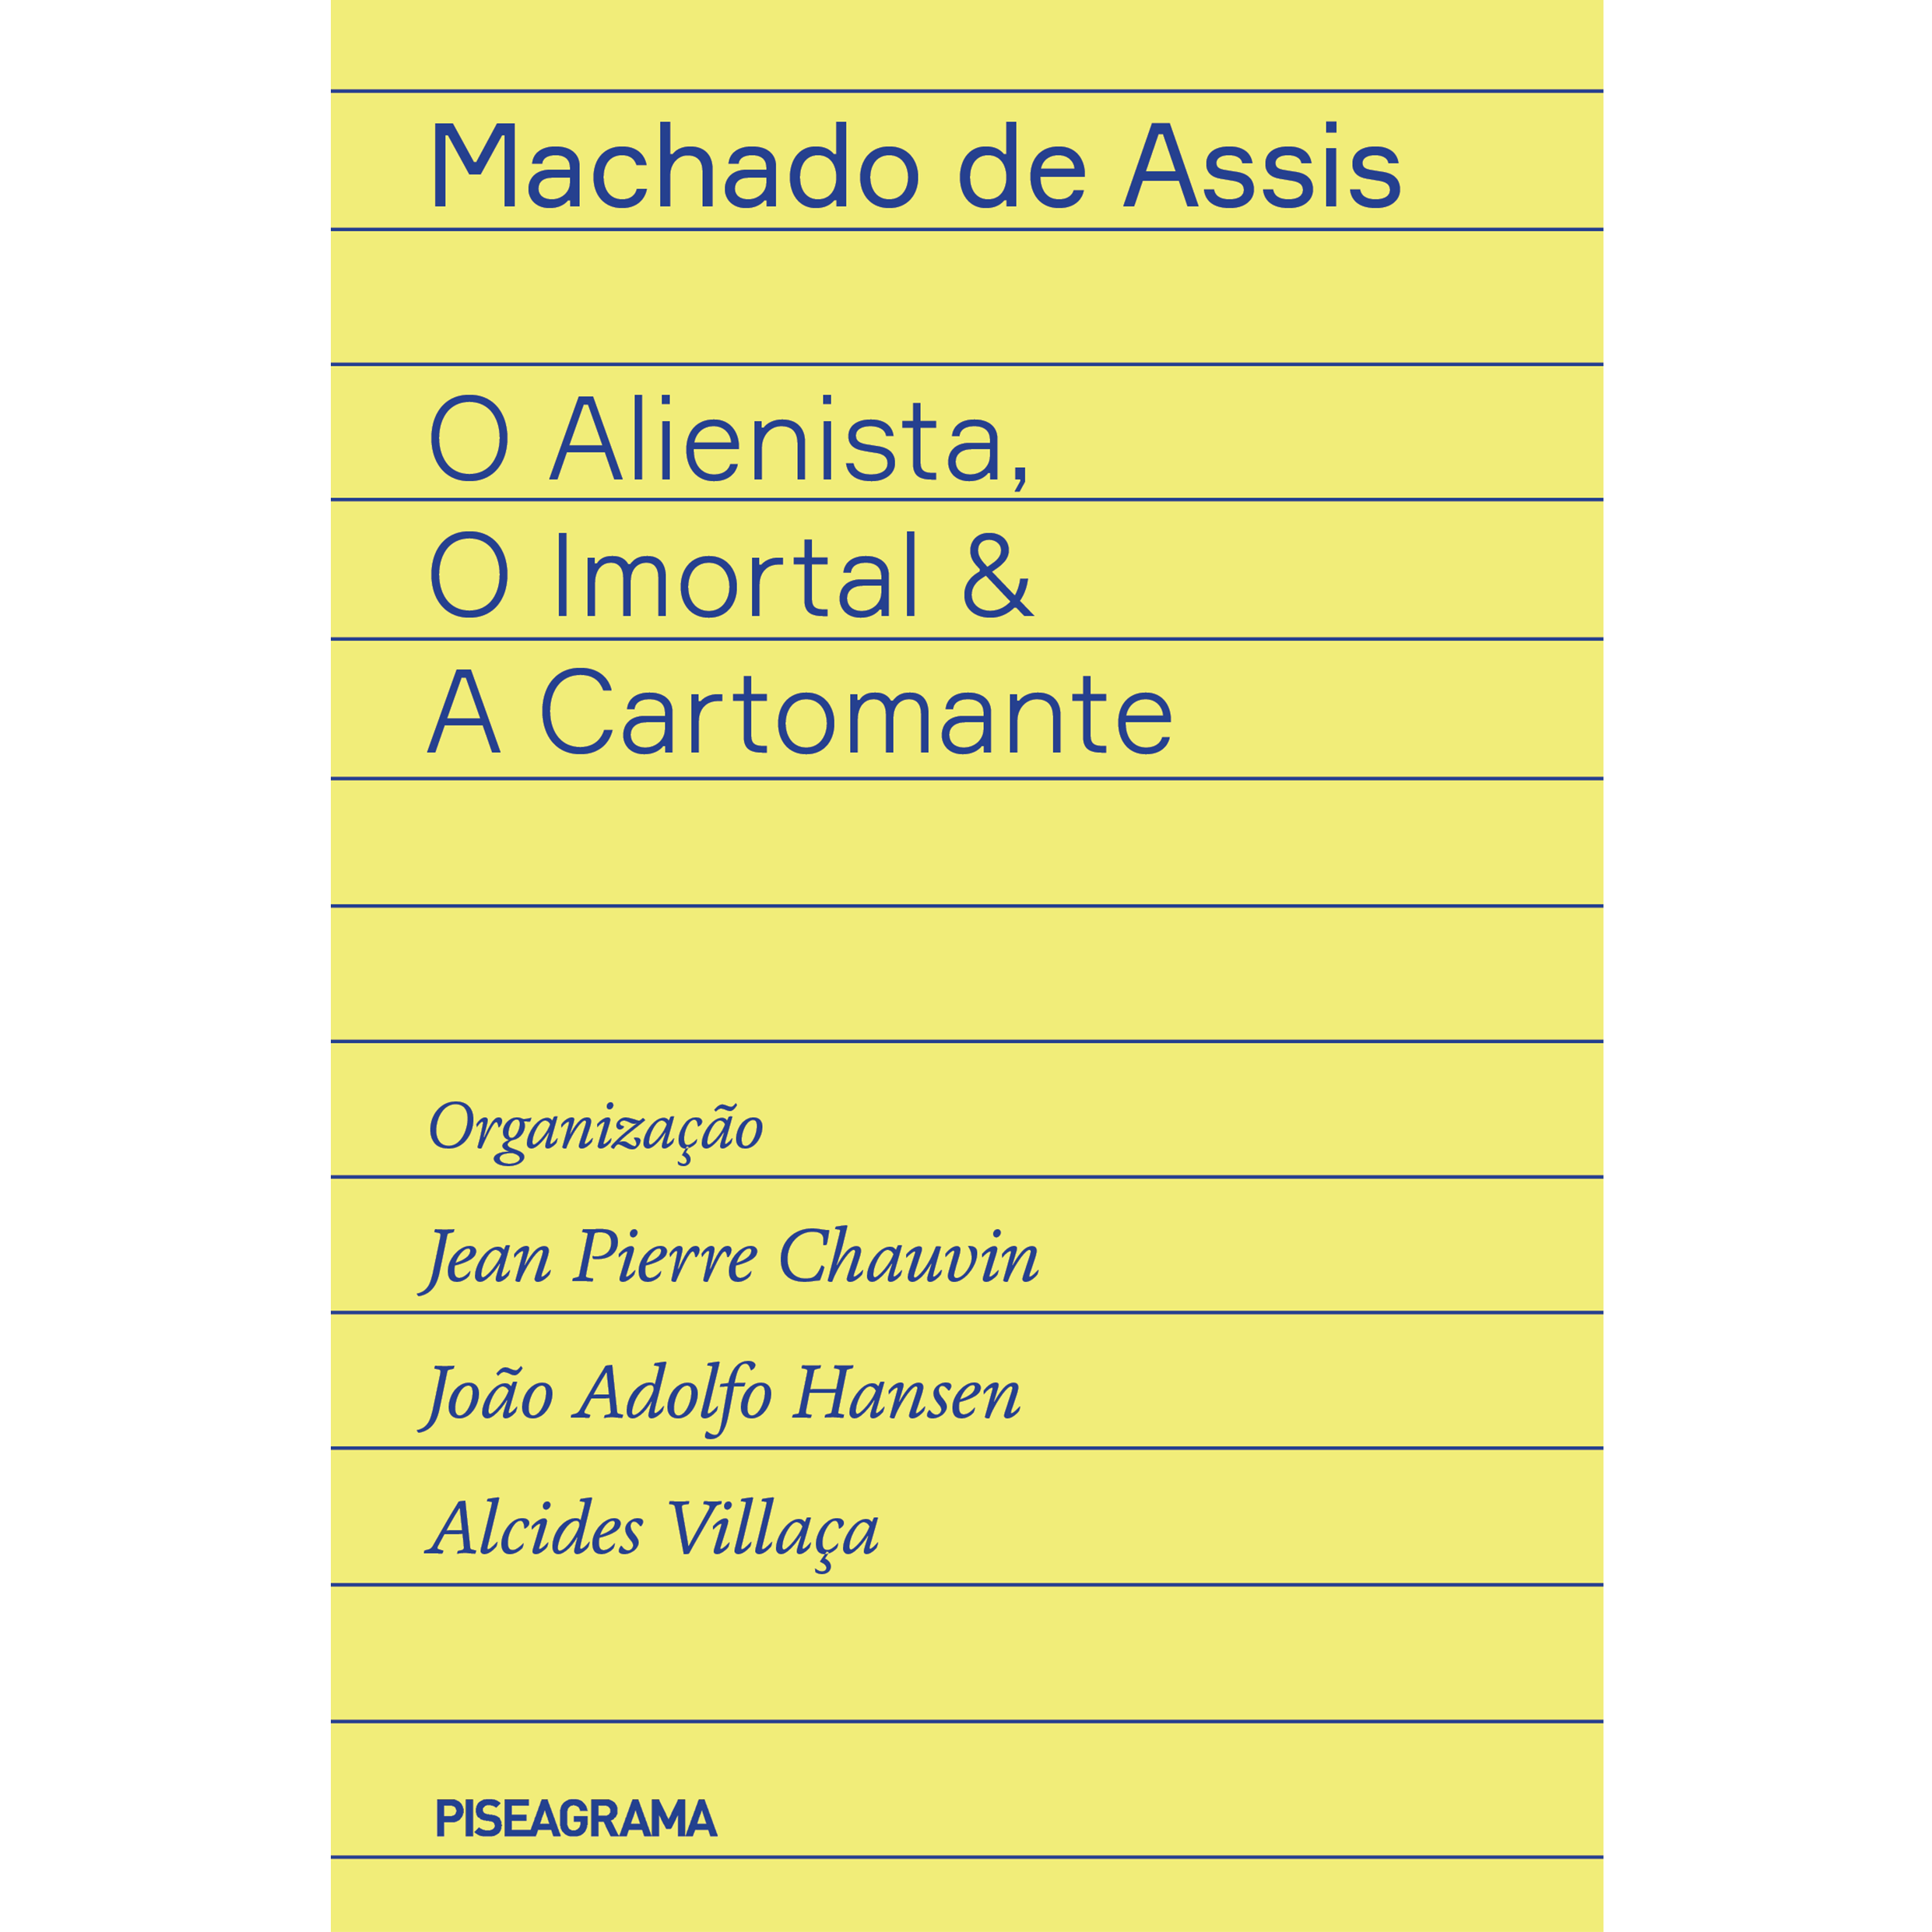 Machado de Assis
O Alienista,
O Imortal &
A Cartomante
Organização
Jean Pierre Chauvin
João Adolfo Hansen
Alcides Villaça
PISEAGRAMA